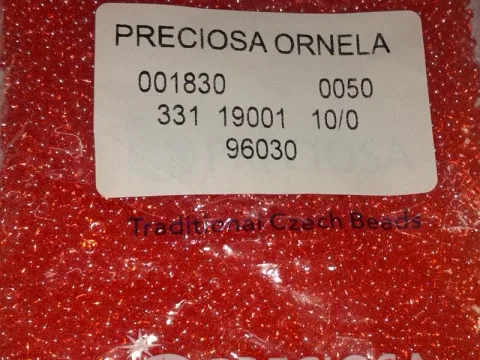 PRECIOSA ORNELA
001830 0050
331 19001 10/0
96030
Traditional Czech Beads